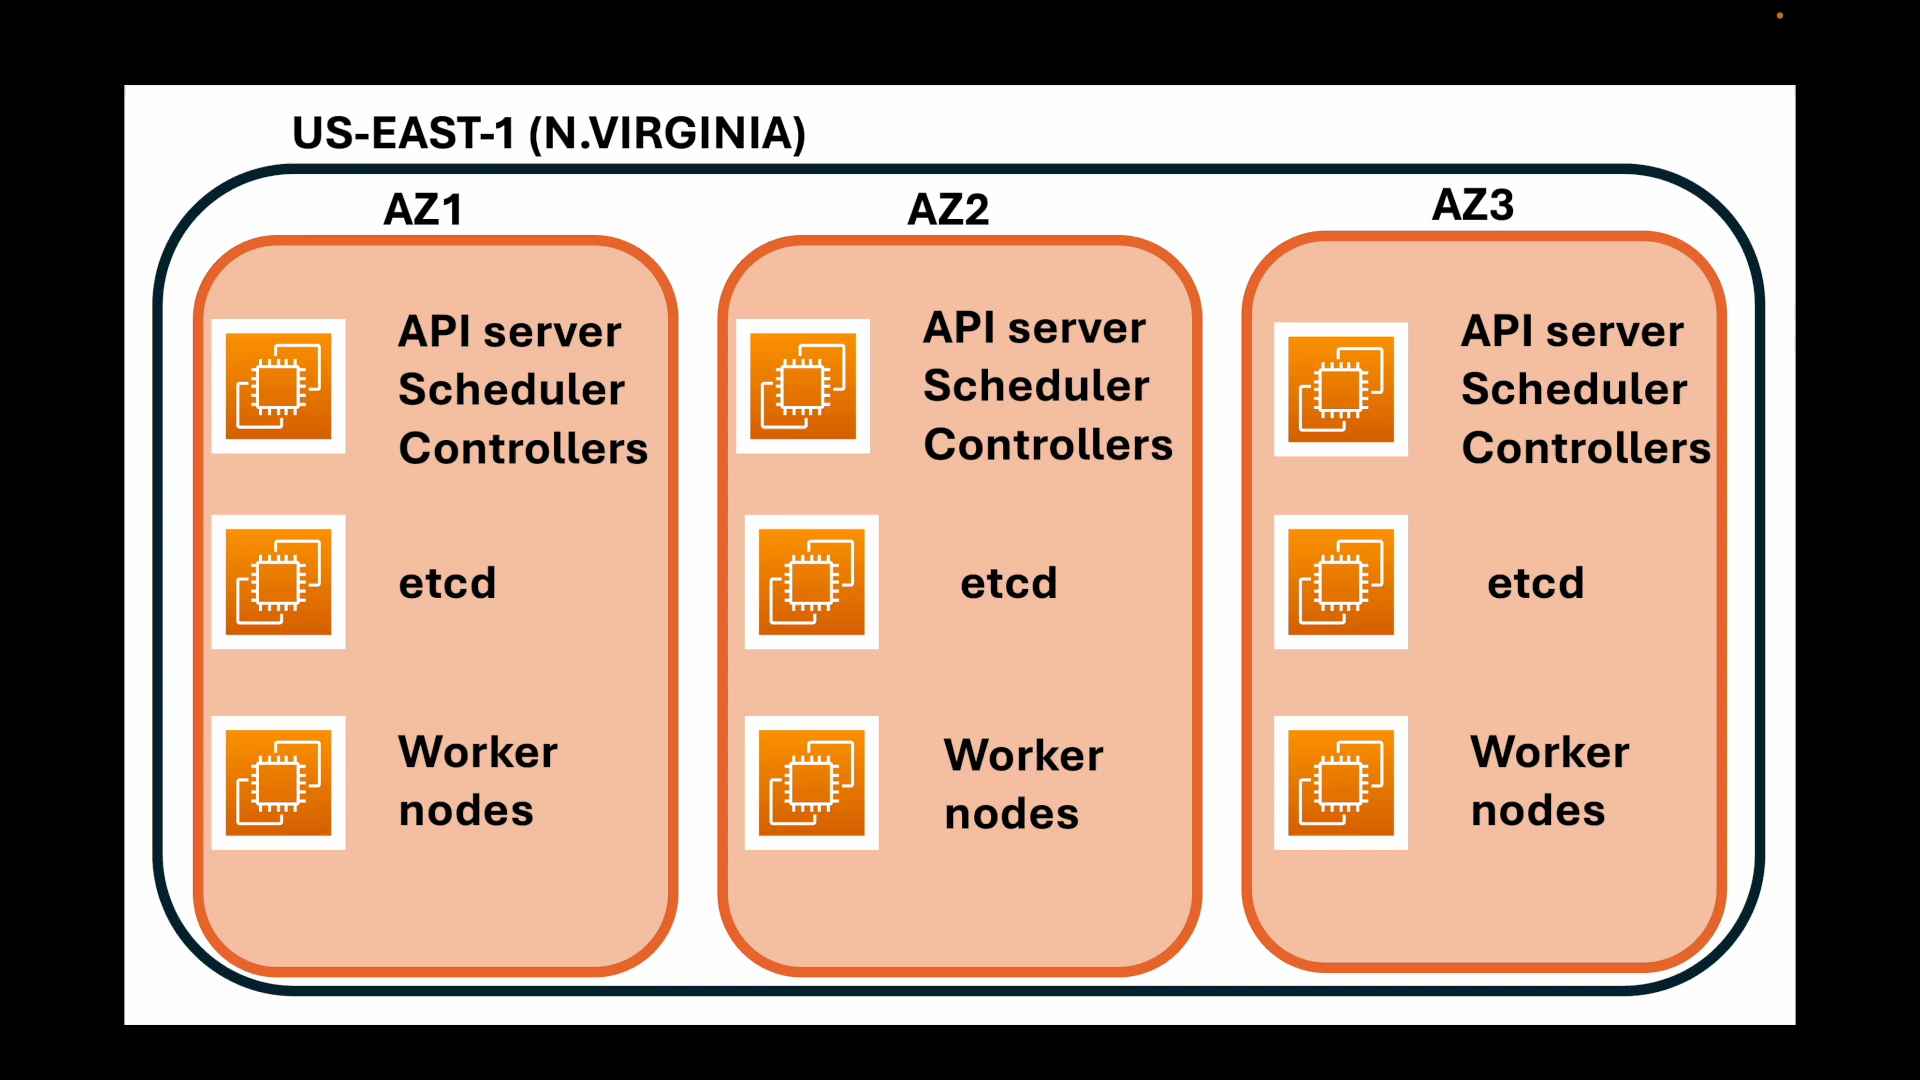 US-EAST-1 (N.VIRGINIA)
AZ1
API server
Scheduler
Controllers
etcd
Worker
nodes
AZ2
API server
Scheduler
Controllers
etcd
Worker
nodes
AZ3
API server
Scheduler
Controllers
etcd
Worker
nodes